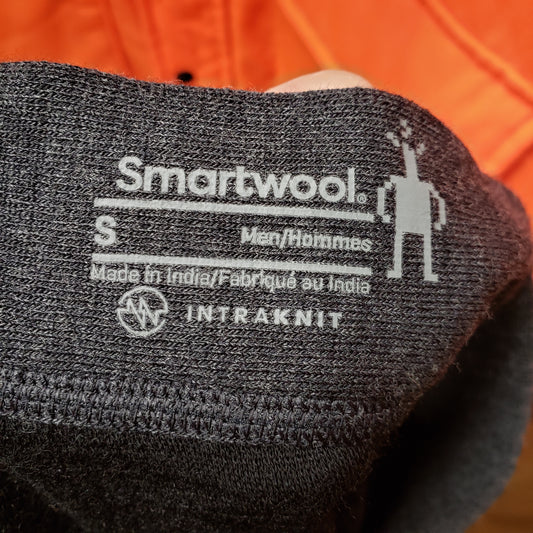 Smartwool®
S
Men/Hommes
Made in India/Fabriqué au India
INTRAKNIT